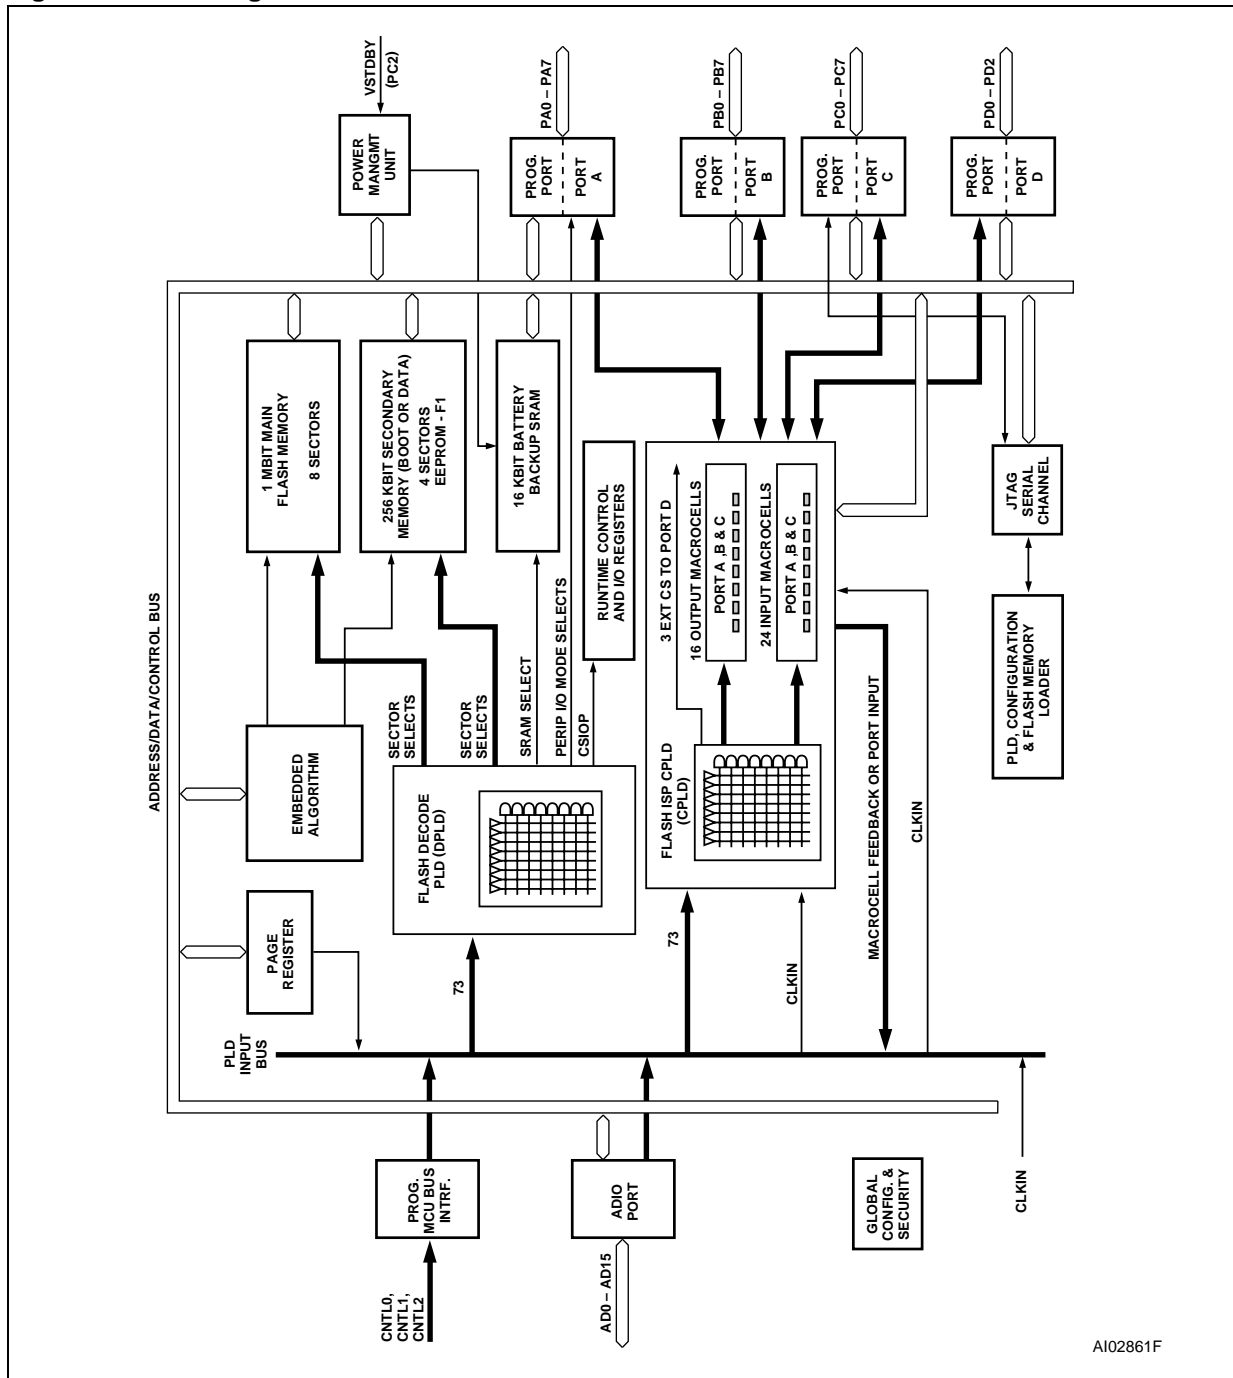 VSTDBY
(PC2)
PA0 – PA7
PB0 – PB7
PC0 – PC7
PD0 – PD2
POWER
MANGMT
UNIT
PROG.
PORT
PORT
A
PROG.
PORT
PORT
B
PROG.
PORT
PORT
C
PROG.
PORT
PORT
D
ADDRESS/DATA/CONTROL BUS
1 MBIT MAIN
FLASH MEMORY
8 SECTORS
256 KBIT SECONDARY
MEMORY (BOOT OR DATA)
4 SECTORS
EEPROM - F1
16 KBIT BATTERY
BACKUP SRAM
RUNTIME CONTROL
AND I/O REGISTERS
3 EXT CS TO PORT D
16 OUTPUT MACROCELLS
PORT A ,B & C
24 INPUT MACROCELLS
PORT A ,B & C
JTAG
SERIAL
CHANNEL
PLD, CONFIGURATION
& FLASH MEMORY
LOADER
EMBEDDED
ALGORITHM
SECTOR
SELECTS
SECTOR
SELECTS
SRAM SELECT
PERIP I/O MODE SELECTS
CSIOP
FLASH DECODE
PLD (DPLD)
FLASH ISP CPLD
(CPLD)
MACROCELL FEEDBACK OR PORT INPUT
CLKIN
PAGE
REGISTER
73
73
CLKIN
PLD
INPUT
BUS
PROG.
MCU BUS
INTRF.
ADIO
PORT
GLOBAL
CONFIG. &
SECURITY
CLKIN
CNTL0,
CNTL1,
CNTL2
AD0 – AD15
AI02861F